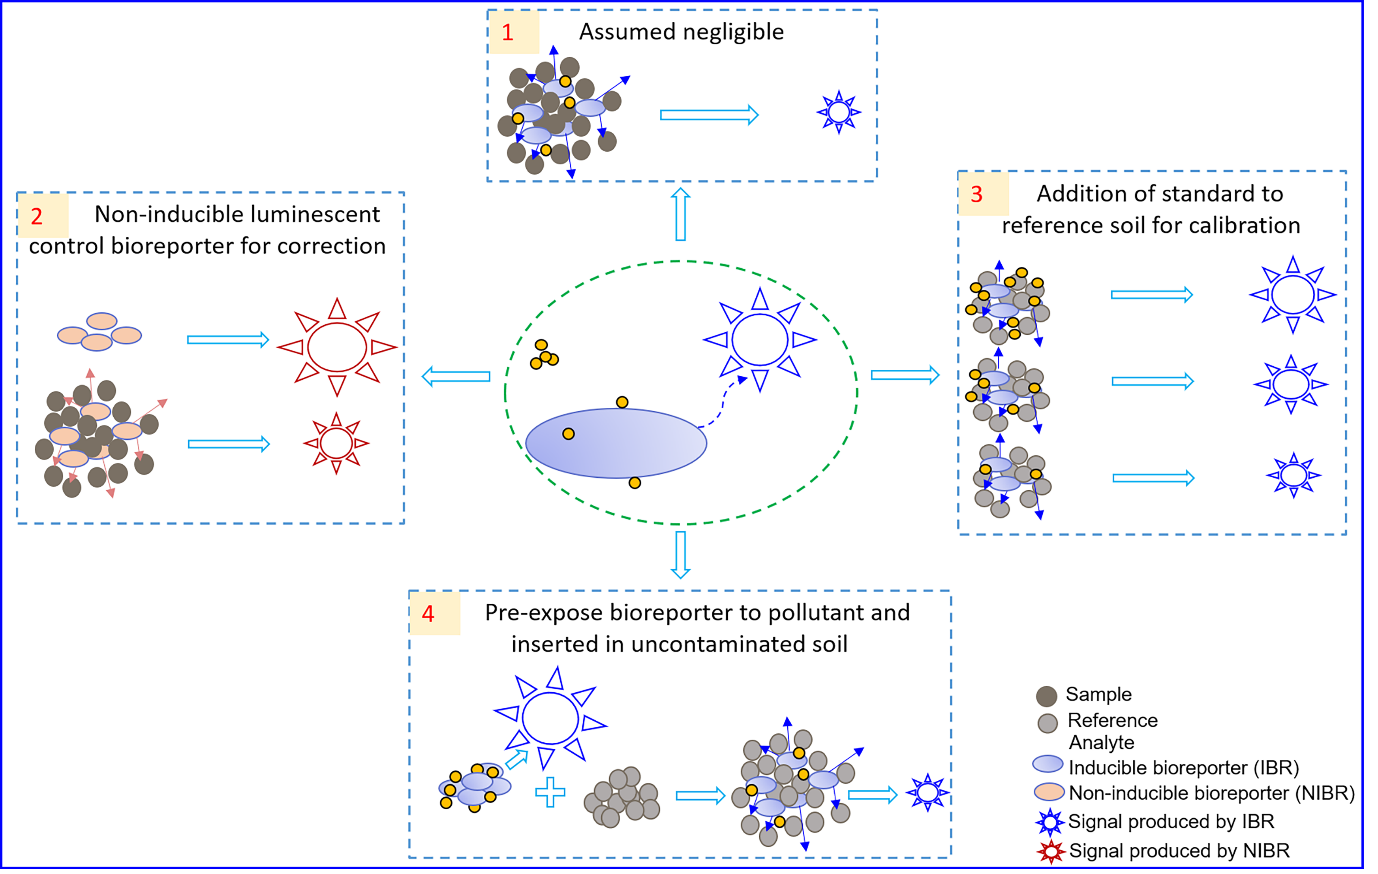 1
Assumed negligible
2
Non-inducible luminescent
control bioreporter for correction
3
Addition of standard to
reference soil for calibration
4
Pre-expose bioreporter to pollutant and
inserted in uncontaminated soil
Sample
Reference
Analyte
Inducible bioreporter (IBR)
Non-inducible bioreporter (NIBR)
Signal produced by IBR
Signal produced by NIBR